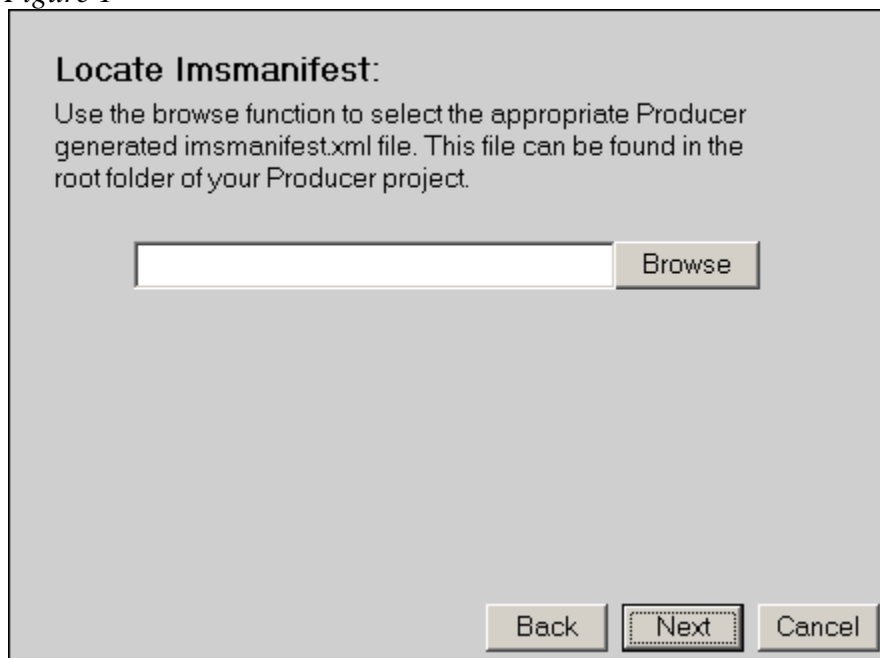 Figure 1
Locate Imsmanifest:
Use the browse function to select the appropriate Producer
generated imsmanifest.xml file. This file can be found in the
root folder of your Producer project.
Browse
Back Next Cancel